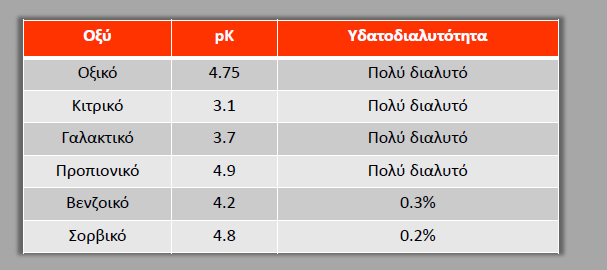 Οξύ pK Υδατοδιαλυτότητα
Οξικό 4.75 Πολύ διαλυτό
Κιτρικό 3.1 Πολύ διαλυτό
Γαλακτικό 3.7 Πολύ διαλυτό
Προπιονικό 4.9 Πολύ διαλυτό
Βενζοικό 4.2 0.3%
Σορβικό 4.8 0.2%